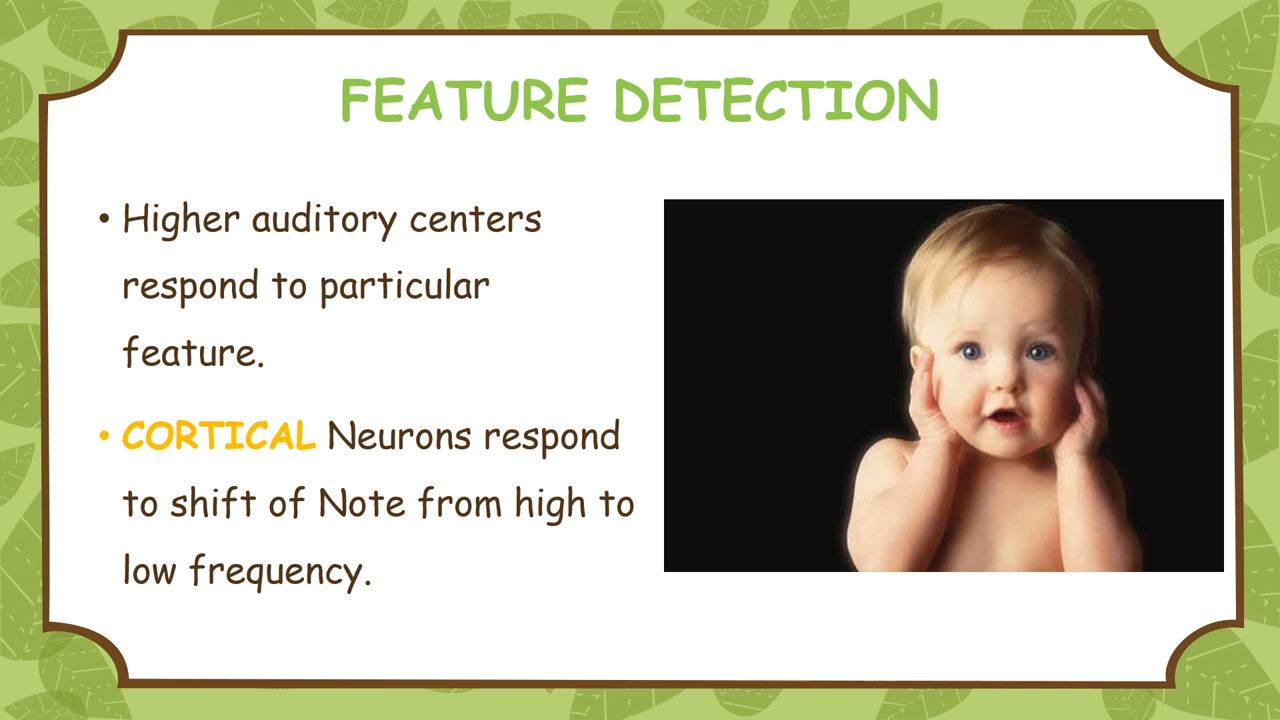 FEATURE DETECTION
• Higher auditory centers
respond to particular
feature.
• CORTICAL Neurons respond
to shift of Note from high to
low frequency.